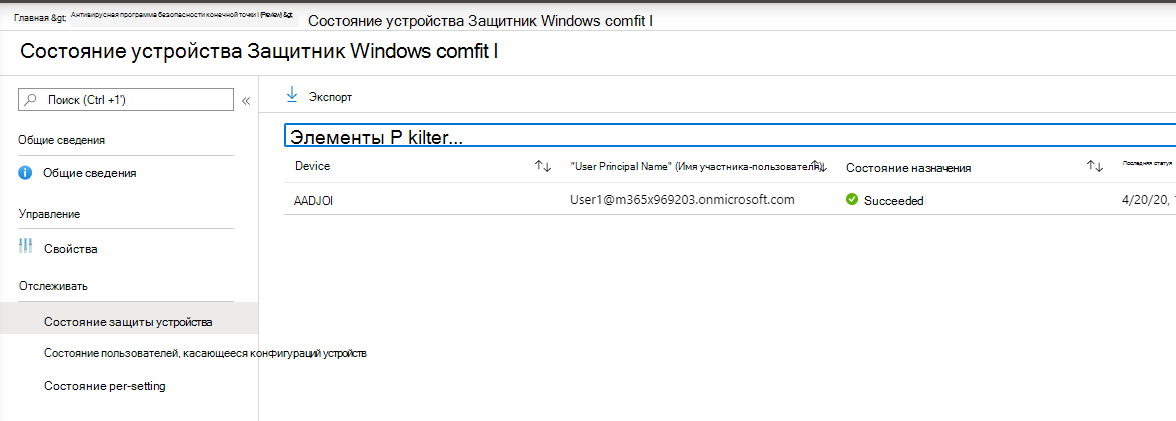 Главная &gt; Антивирусная программа безопасности конечной точки I (Preview) &gt; Состояние устройства Защитник Windows comfit I
Состояние устройства Защитник Windows comfit I
Поиск (Ctrl +1') «
Экспорт
Элементы P kilter...
Общие сведения
Общие сведения
Управление
Свойства
Отслеживать
Состояние защиты устройства
Состояние пользователей, касающееся конфигураций устройств
Состояние per-setting
Device "User Principal Name" (Имя участника-пользователя) Состояние назначения Последняя статуя
AADJOI User1@m365x969203.onmicrosoft.com Succeeded 4/20/20, 1